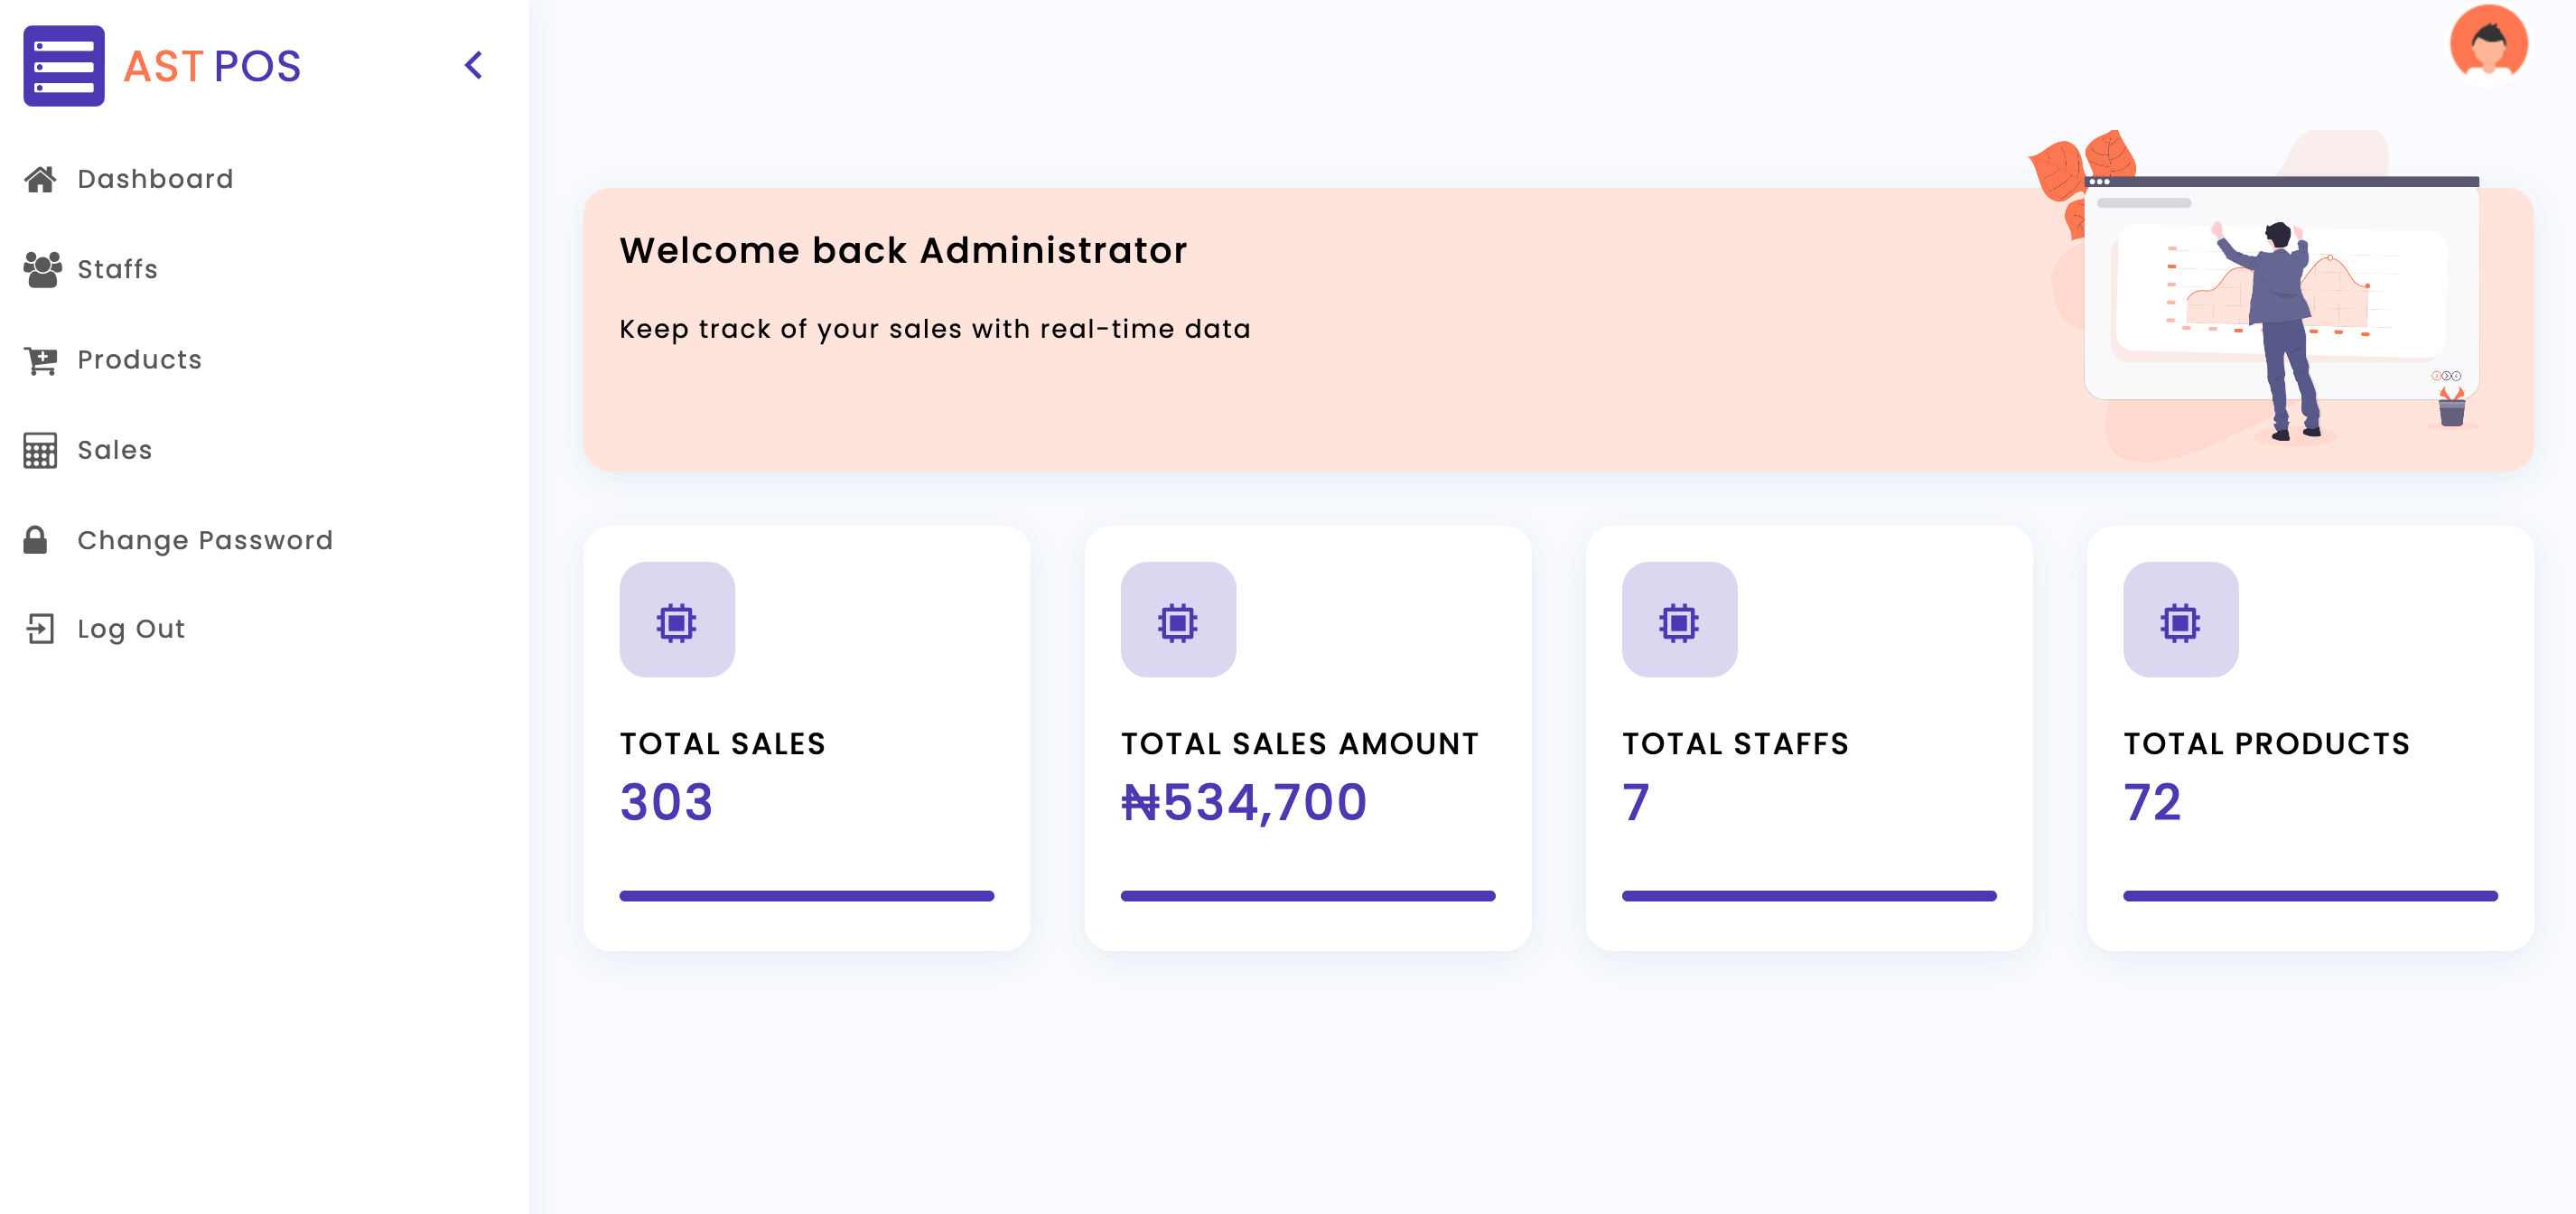 AST POS
Dashboard
Staffs
Products
Sales
Change Password
Log Out
Welcome back Administrator
Keep track of your sales with real-time data
TOTAL SALES
303
TOTAL SALES AMOUNT
₦534,700
TOTAL STAFFS
7
TOTAL PRODUCTS
72